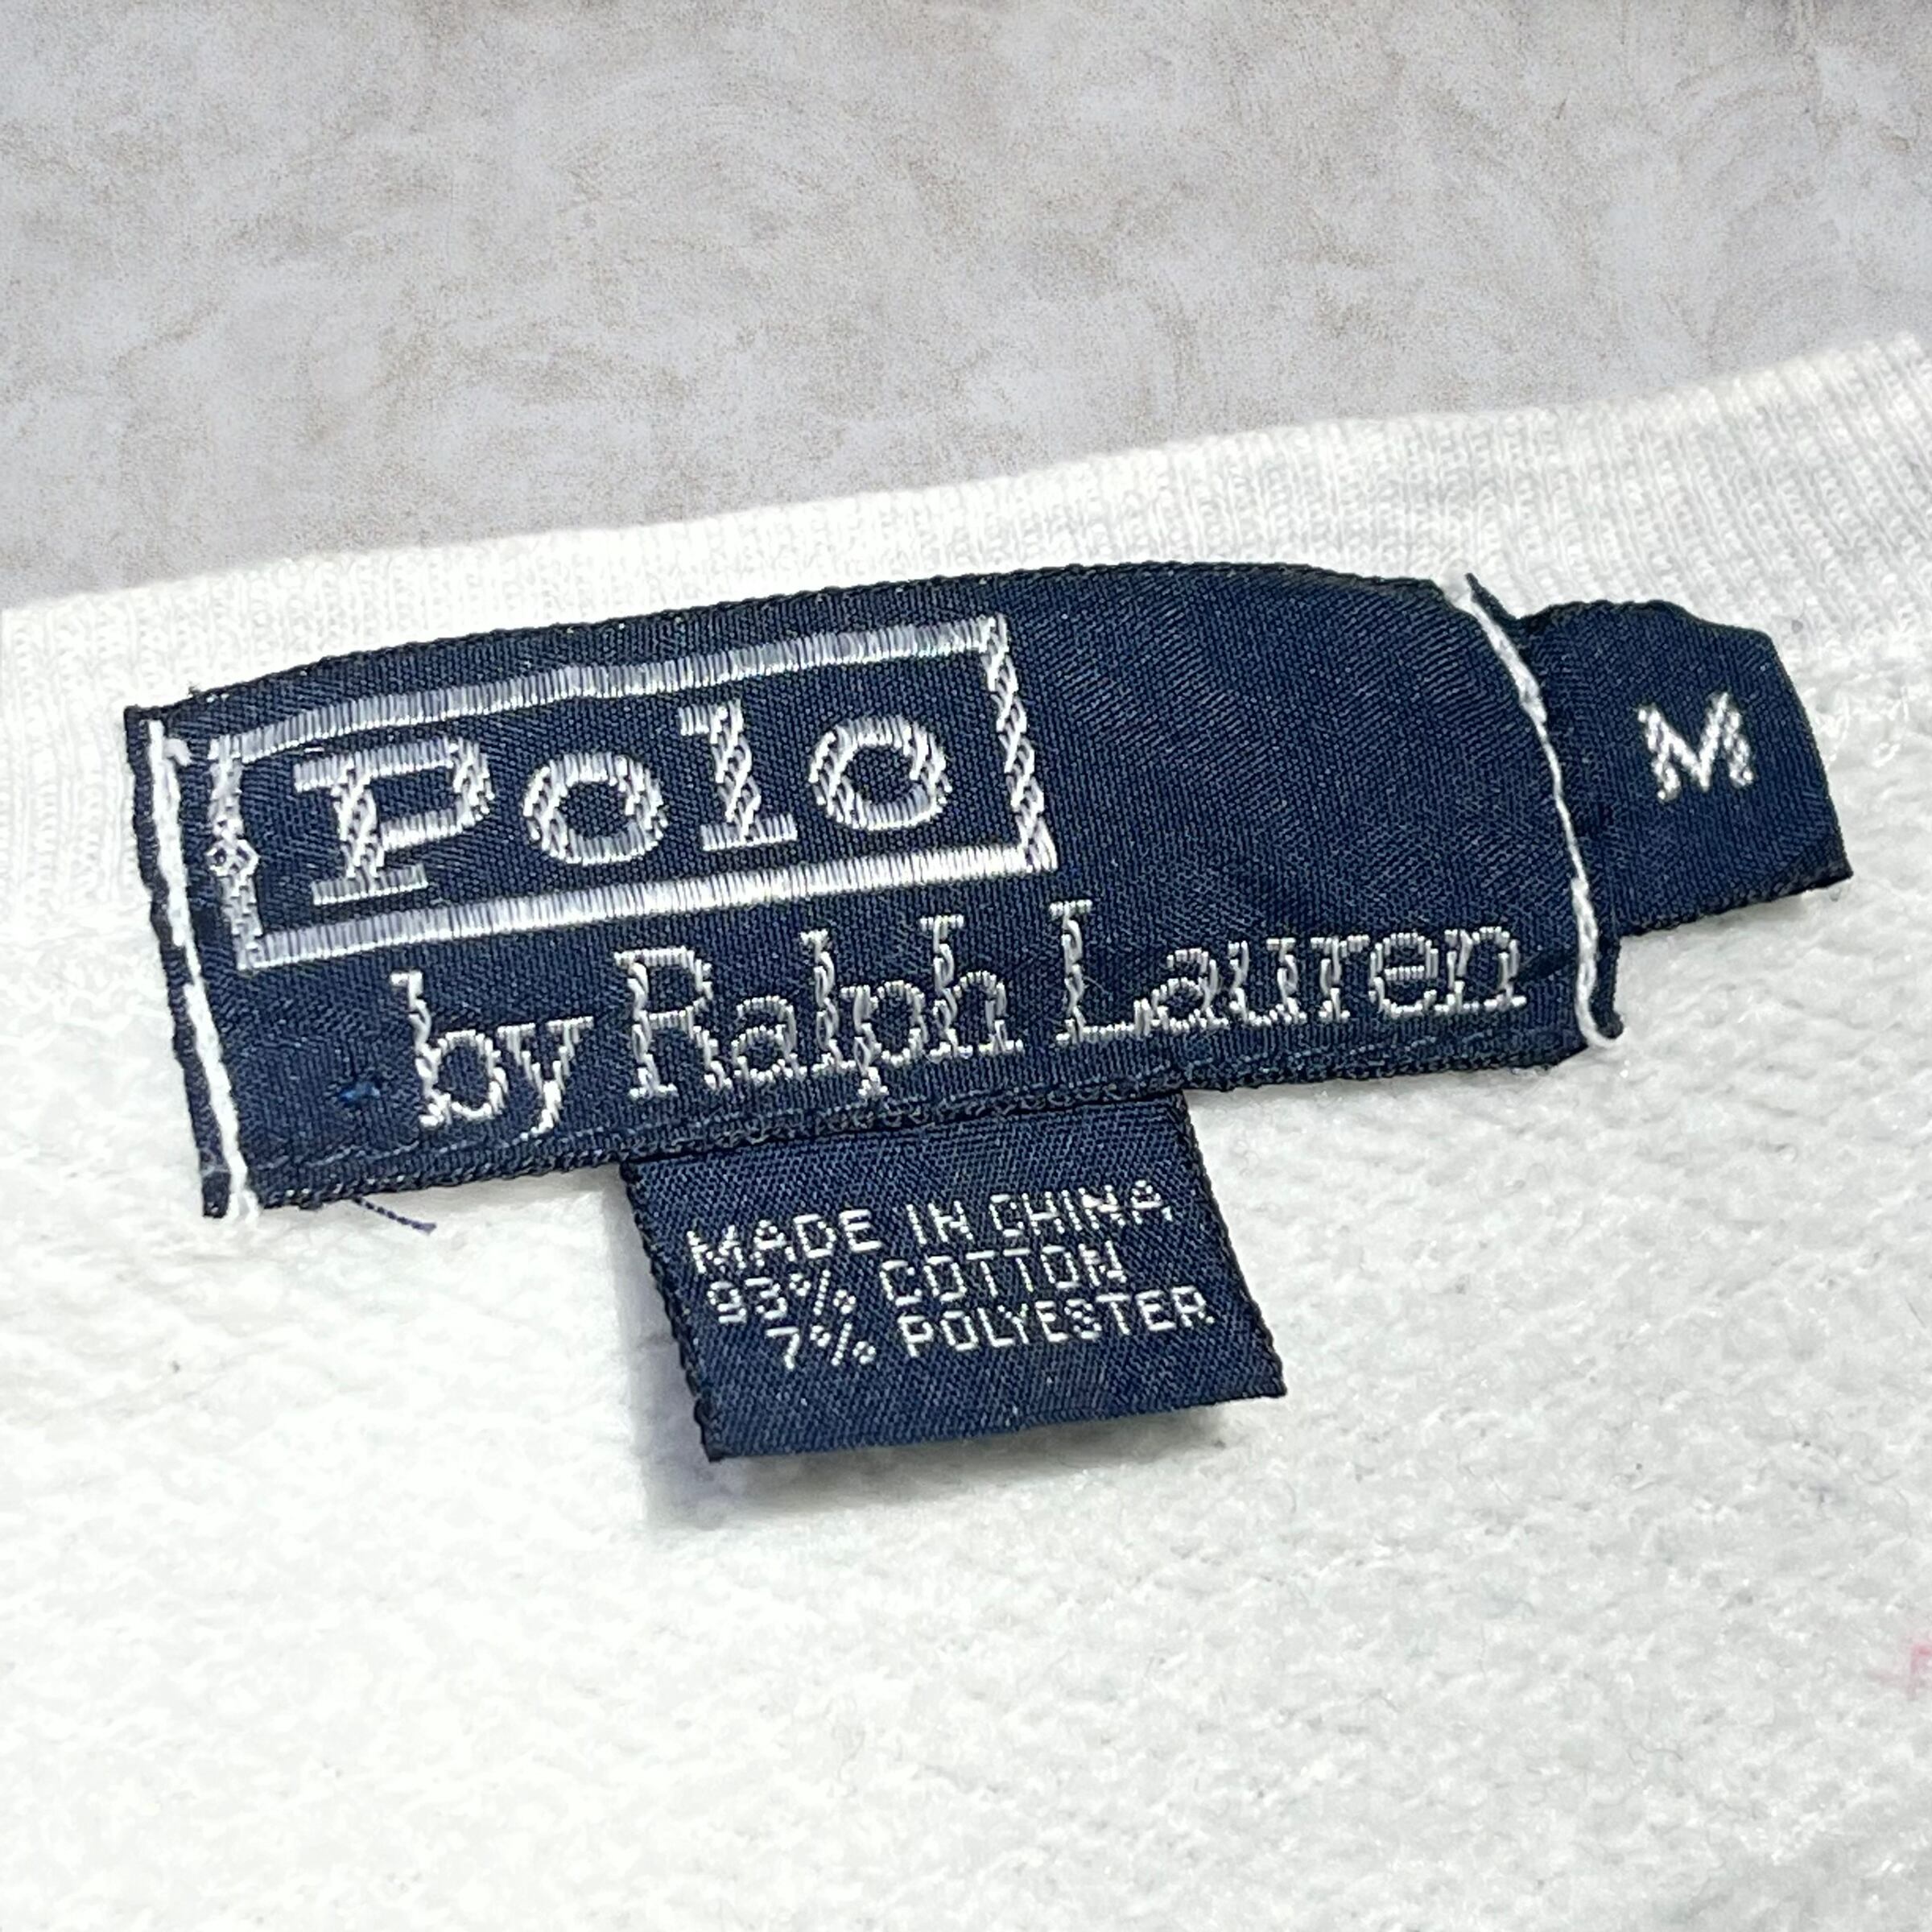 Polo
by Ralph Lauren
M
MADE IN CHINA
93% COTTON
7% POLYESTER